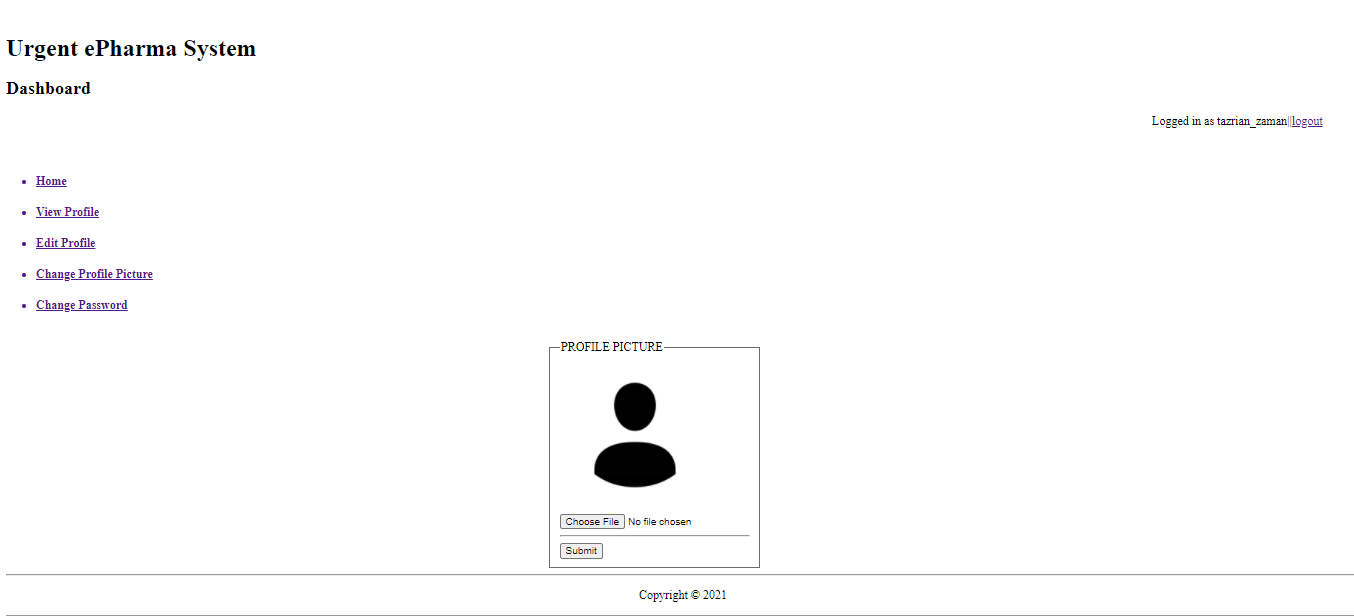 Urgent ePharma System
Dashboard
Logged in as tazrian_zaman||logout
Home
View Profile
Edit Profile
Change Profile Picture
Change Password
PROFILE PICTURE
Choose File No file chosen
Submit
Copyright © 2021